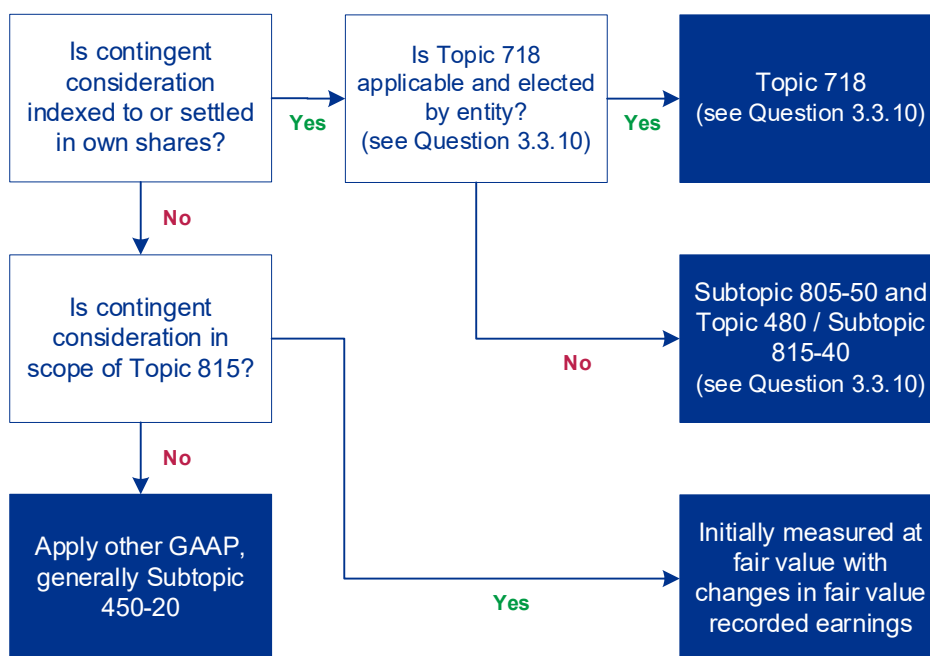 Is contingent
consideration
indexed to or settled
in own shares?
Yes
Is Topic 718
applicable and elected
by entity?
(see Question 3.3.10)
Yes
Topic 718
(see Question 3.3.10)
No
Is contingent
consideration in
scope of Topic 815?
No
Subtopic 805-50 and
Topic 480 / Subtopic
815-40
(see Question 3.3.10)
No
Apply other GAAP,
generally Subtopic
450-20
Yes
Initially measured at
fair value with
changes in fair value
recorded earnings